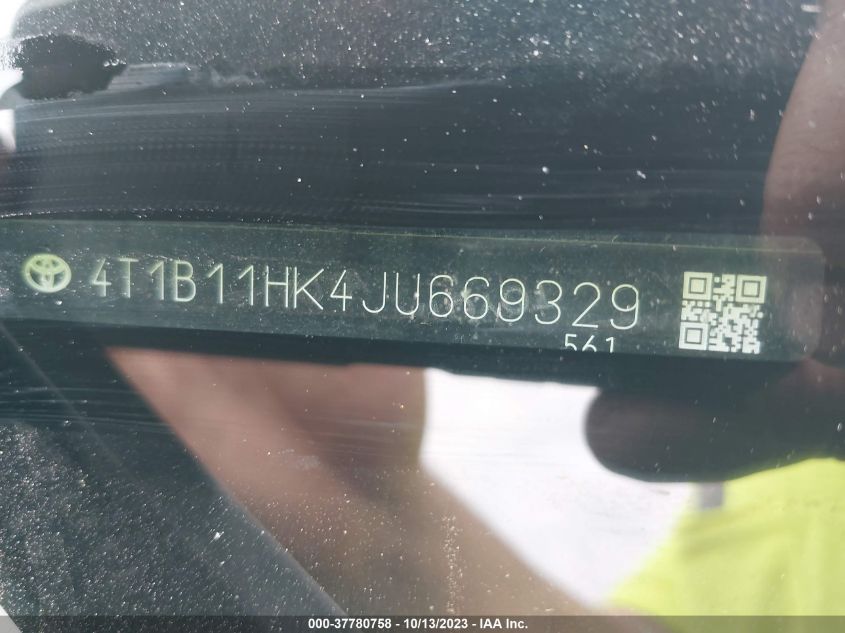 4T1B11HK4JU669329
561
000-37780758 - 10/13/2023 - IAA Inc.